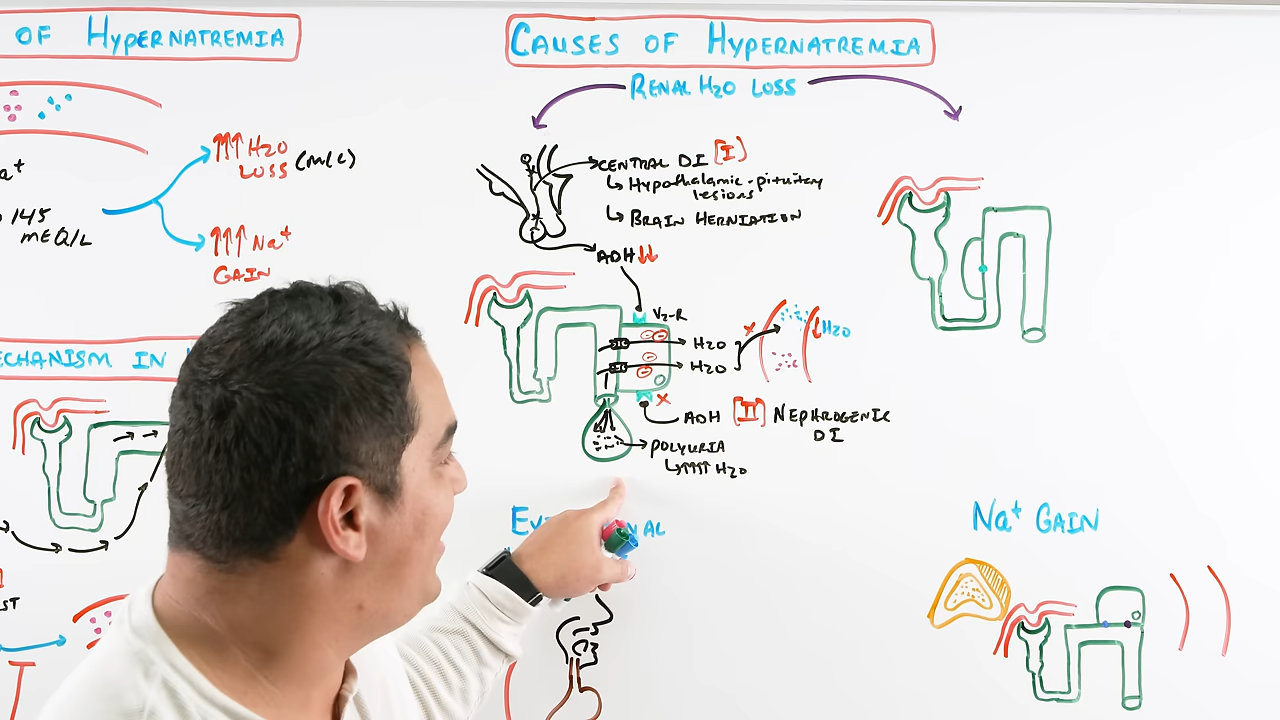 OF HYPERNATREMIA
CAUSES OF HYPERNATREMIA
RENAL H2O LOSS
↑↑↑ H2O
LOSS (M/C)
145
mEQ/L
↑↑↑ Na+
GAIN
CENTRAL DI [I]
↳ Hypothalamic-pituitary
lesions
↳ BRAIN HERNIATION
ADH ↓↓
V2-R
H2O
H2O
X
↓H2O
X
ADH [II] NEPHROGENIC
DI
POLYURIA
↳ ↑↑↑↑ H2O
ECHANISM IN
Na+ GAIN